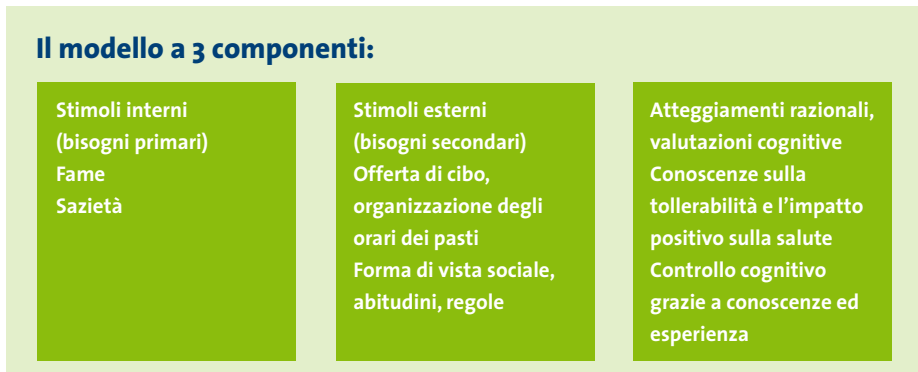 Il modello a 3 componenti:
Stimoli interni
(bisogni primari)
Fame
Sazietà
Stimoli esterni
(bisogni secondari)
Offerta di cibo,
organizzazione degli
orari dei pasti
Forma di vista sociale,
abitudini, regole
Atteggiamenti razionali,
valutazioni cognitive
Conoscenze sulla
tollerabilità e l'impatto
positivo sulla salute
Controllo cognitivo
grazie a conoscenze ed
esperienza